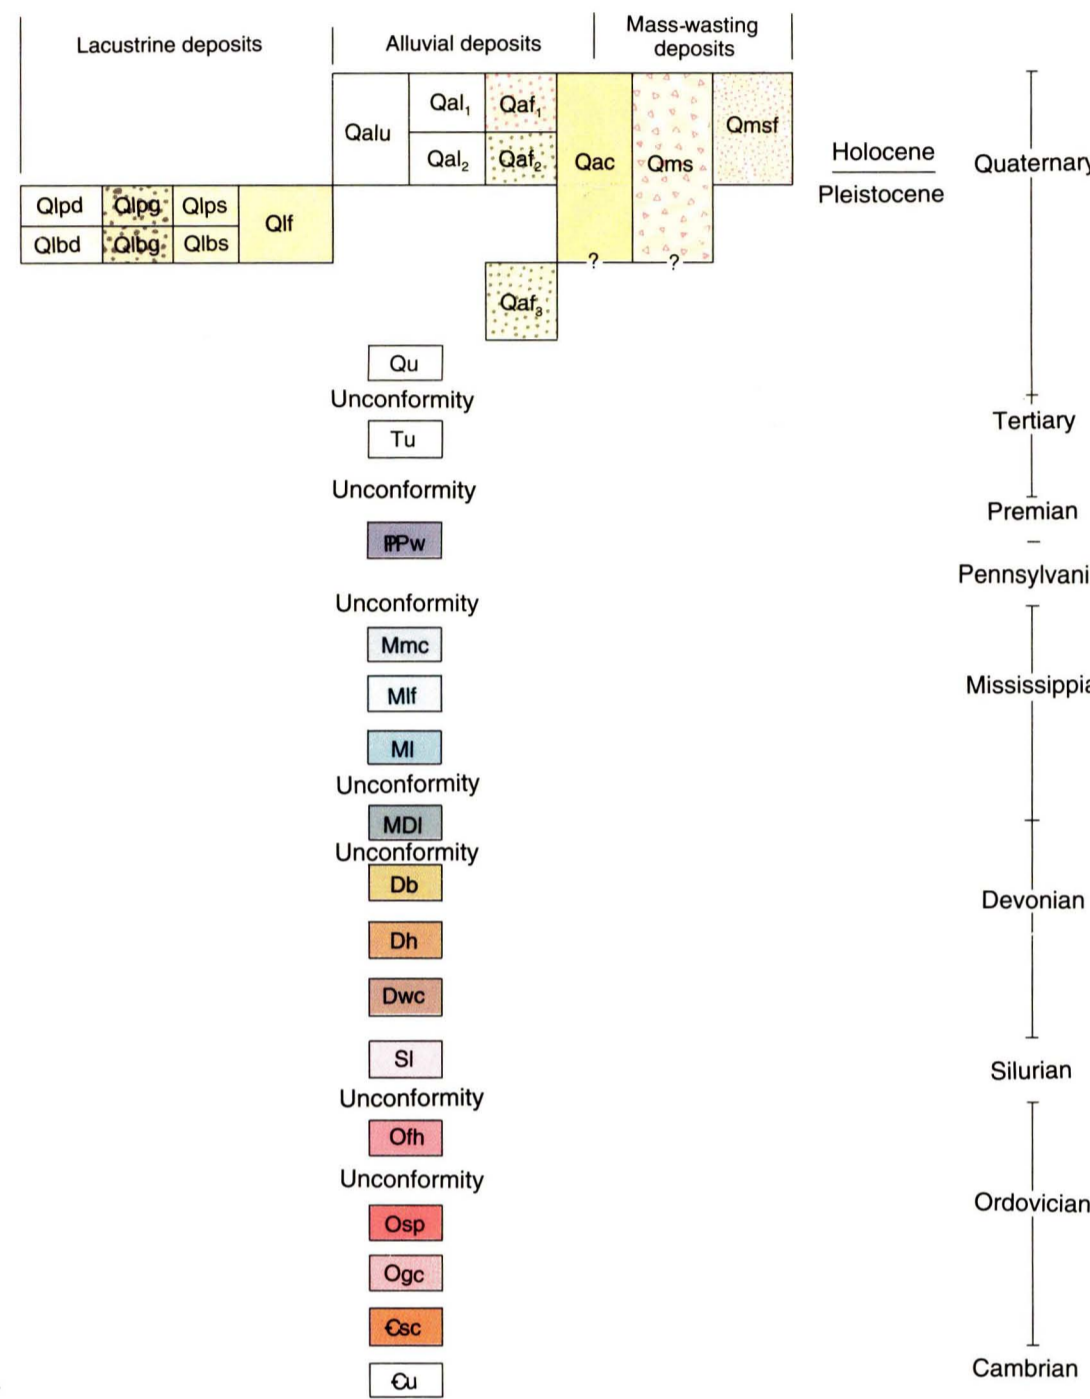 Lacustrine deposits
Alluvial deposits
Mass-wasting
deposits
Qalu
Qal₁
Qaf₁
Qal₂
Qaf₂
Qac
Qms
Qmsf
Holocene
Pleistocene
Quaternary
Qlpd
Qlpg
Qlps
Qlf
Qlbd
Qlbg
Qlbs
?
?
Qaf₃
Qu
Unconformity
Tu
Tertiary
Unconformity
Premian
PIPw
Pennsylvani
Unconformity
Mmc
Mlf
Mississippia
Ml
Unconformity
MDl
Unconformity
Db
Devonian
Dh
Dwc
Sl
Silurian
Unconformity
Ofh
Unconformity
Ordovician
Osp
Ogc
Єsc
Єu
Cambrian